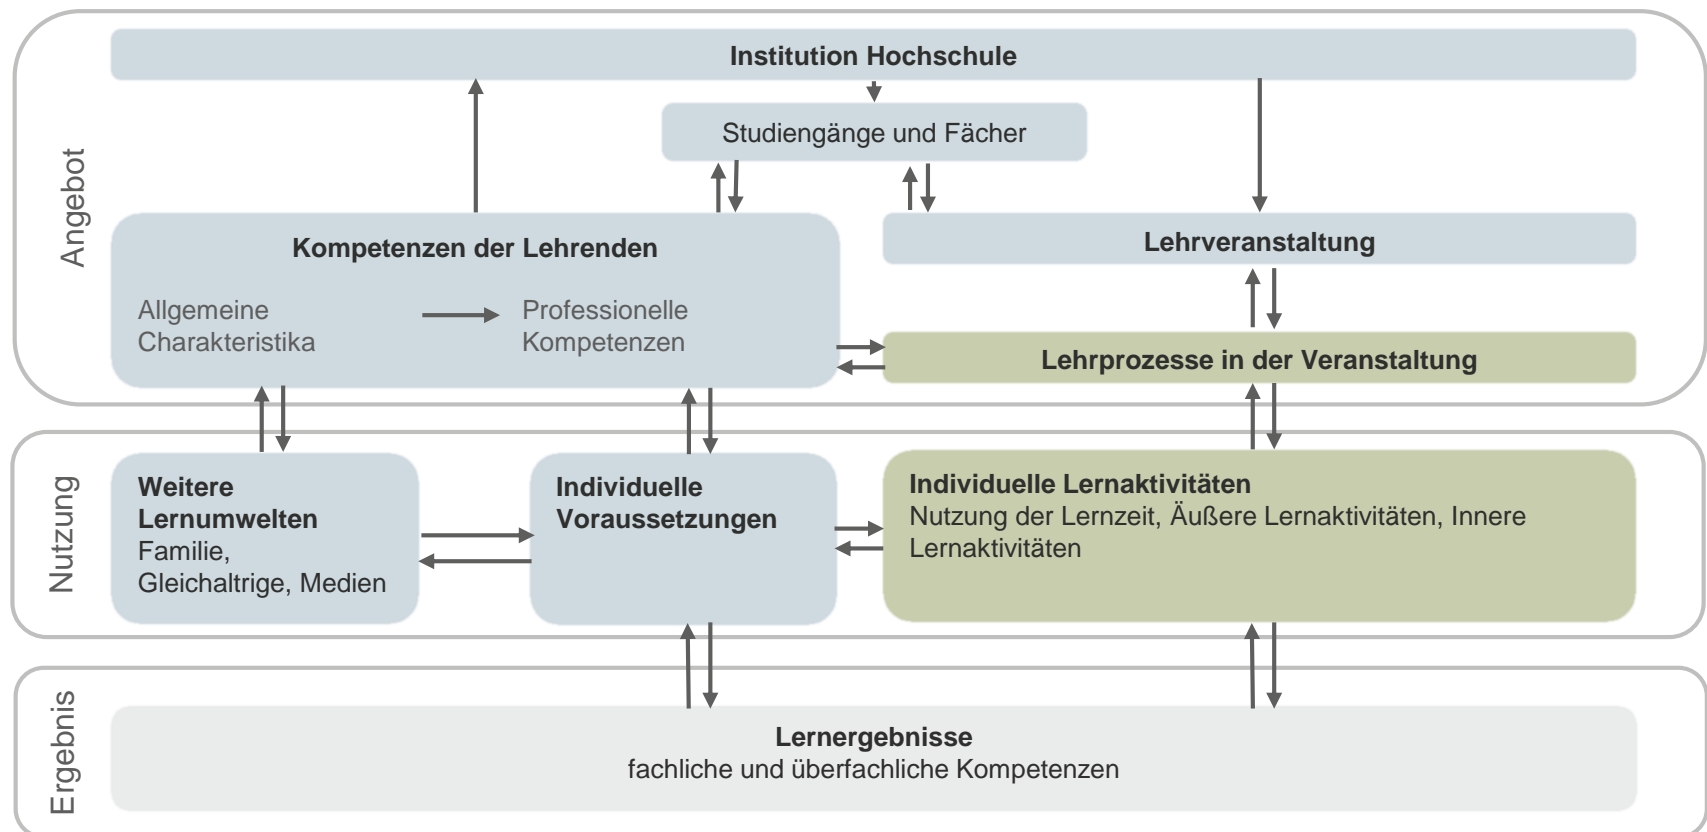 Angebot
Institution Hochschule
Studiengänge und Fächer
Kompetenzen der Lehrenden
Allgemeine
Charakteristika
Professionelle
Kompetenzen
Lehrveranstaltung
Lehrprozesse in der Veranstaltung
Nutzung
Weitere
Lernumwelten
Familie,
Gleichaltrige, Medien
Individuelle
Voraussetzungen
Individuelle Lernaktivitäten
Nutzung der Lernzeit, Äußere Lernaktivitäten, Innere
Lernaktivitäten
Ergebnis
Lernergebnisse
fachliche und überfachliche Kompetenzen